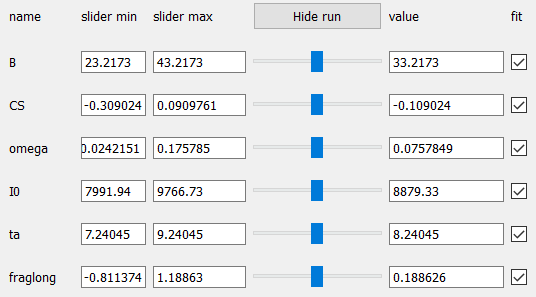 name slider min slider max Hide run value fit
B 23.2173 43.2173 33.2173
CS -0.309024 0.0909761 -0.109024
omega 0.0242151 0.175785 0.0757849
I0 7991.94 9766.73 8879.33
ta 7.24045 9.24045 8.24045
fraglong -0.811374 1.18863 0.188626